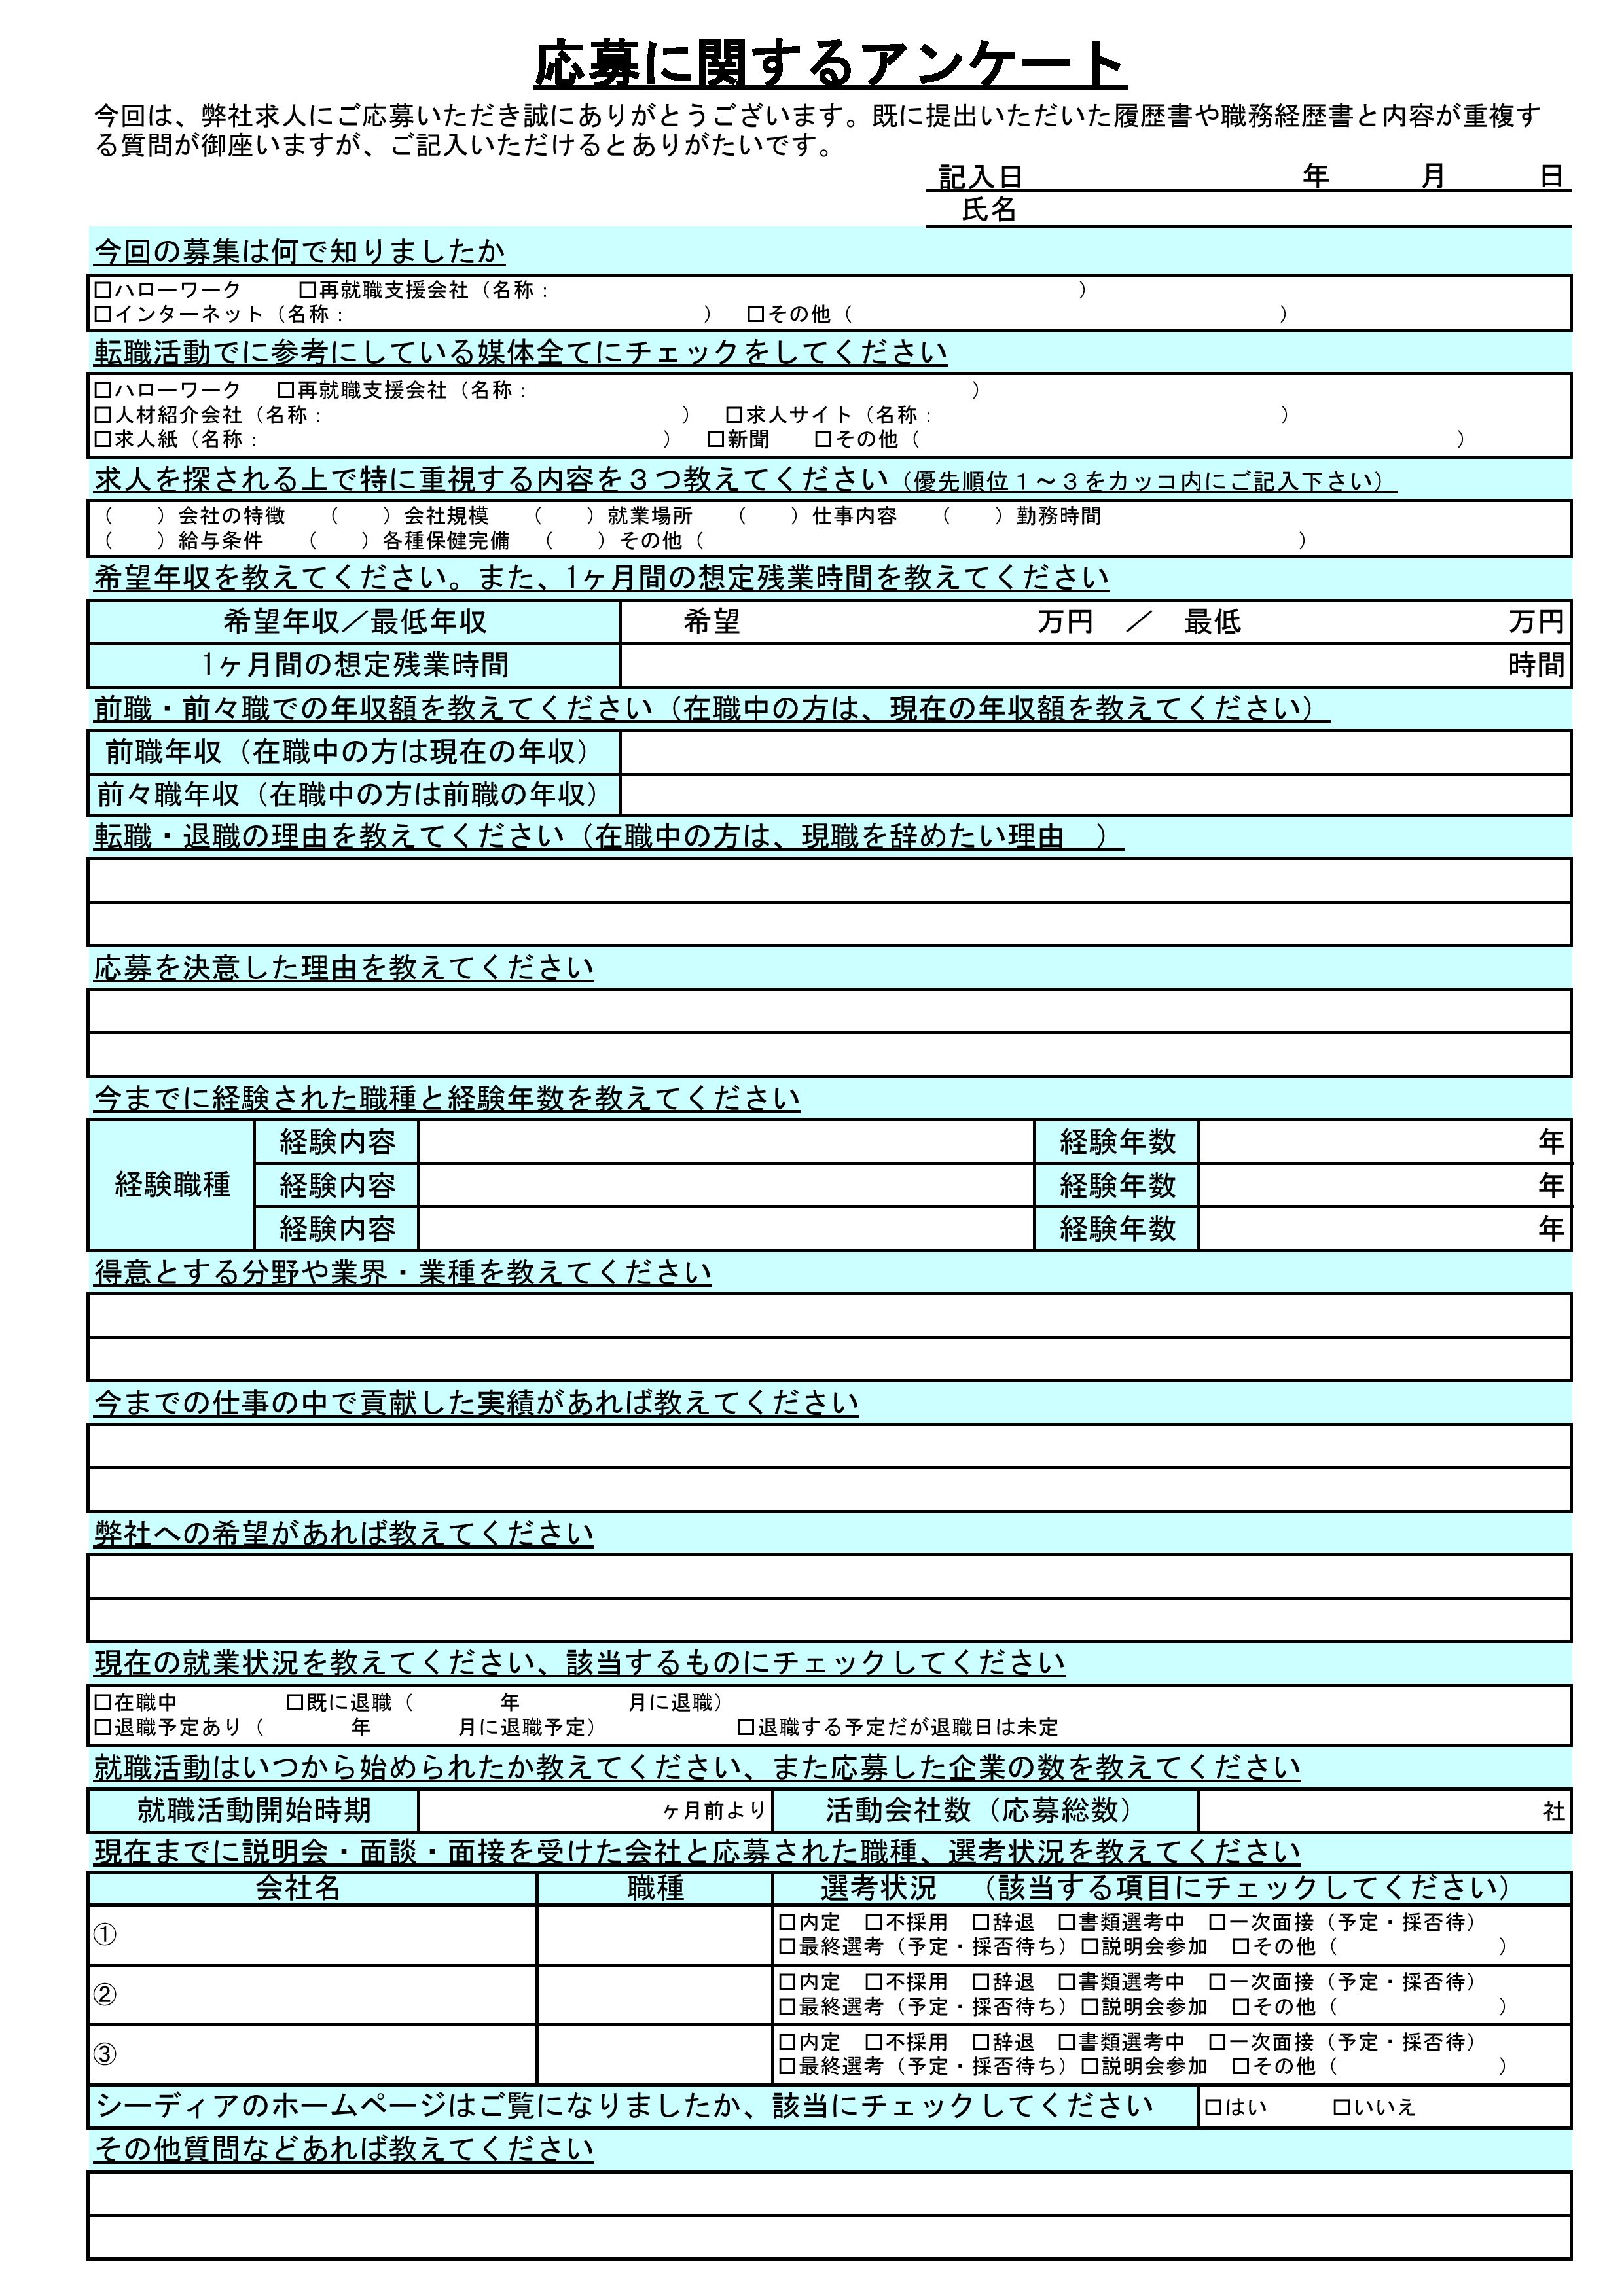 応募に関するアンケート
今回は、弊社求人にご応募いただき誠にありがとうございます。既に提出いただいた履歴書や職務経歴書と内容が重複す
る質問が御座いますが、ご記入いただけるとありがたいです。
記入日 年 月 日
氏名
今回の募集は何で知りましたか
□ハローワーク □再就職支援会社（名称： ）
□インターネット（名称： ） □その他（ ）
転職活動でに参考にしている媒体全てにチェックをしてください
□ハローワーク □再就職支援会社（名称： ）
□人材紹介会社（名称： ） □求人サイト（名称： ）
□求人紙（名称： ） □新聞 □その他（ ）
求人を探される上で特に重視する内容を３つ教えてください（優先順位１～３をカッコ内にご記入下さい）
（ ）会社の特徴 （ ）会社規模 （ ）就業場所 （ ）仕事内容 （ ）勤務時間
（ ）給与条件 （ ）各種保健完備 （ ）その他（ ）
希望年収を教えてください。また、1ヶ月間の想定残業時間を教えてください
希望年収／最低年収 希望 万円 ／ 最低 万円
1ヶ月間の想定残業時間 時間
前職・前々職での年収額を教えてください（在職中の方は、現在の年収額を教えてください）
前職年収（在職中の方は現在の年収）
前々職年収（在職中の方は前職の年収）
転職・退職の理由を教えてください（在職中の方は、現職を辞めたい理由 ）
応募を決意した理由を教えてください
今までに経験された職種と経験年数を教えてください
経験職種 経験内容 経験年数 年
経験内容 経験年数 年
経験内容 経験年数 年
得意とする分野や業界・業種を教えてください
今までの仕事の中で貢献した実績があれば教えてください
弊社への希望があれば教えてください
現在の就業状況を教えてください、該当するものにチェックしてください
□在職中 □既に退職（ 年 月に退職）
□退職予定あり（ 年 月に退職予定） □退職する予定だが退職日は未定
就職活動はいつから始められたか教えてください、また応募した企業の数を教えてください
就職活動開始時期 ヶ月前より 活動会社数（応募総数） 社
現在までに説明会・面談・面接を受けた会社と応募された職種、選考状況を教えてください
会社名 職種 選考状況 （該当する項目にチェックしてください）
① □内定 □不採用 □辞退 □書類選考中 □一次面接（予定・採否待）
□最終選考（予定・採否待ち）□説明会参加 □その他（ ）
② □内定 □不採用 □辞退 □書類選考中 □一次面接（予定・採否待）
□最終選考（予定・採否待ち）□説明会参加 □その他（ ）
③ □内定 □不採用 □辞退 □書類選考中 □一次面接（予定・採否待）
□最終選考（予定・採否待ち）□説明会参加 □その他（ ）
シーディアのホームページはご覧になりましたか、該当にチェックしてください □はい □いいえ
その他質問などあれば教えてください